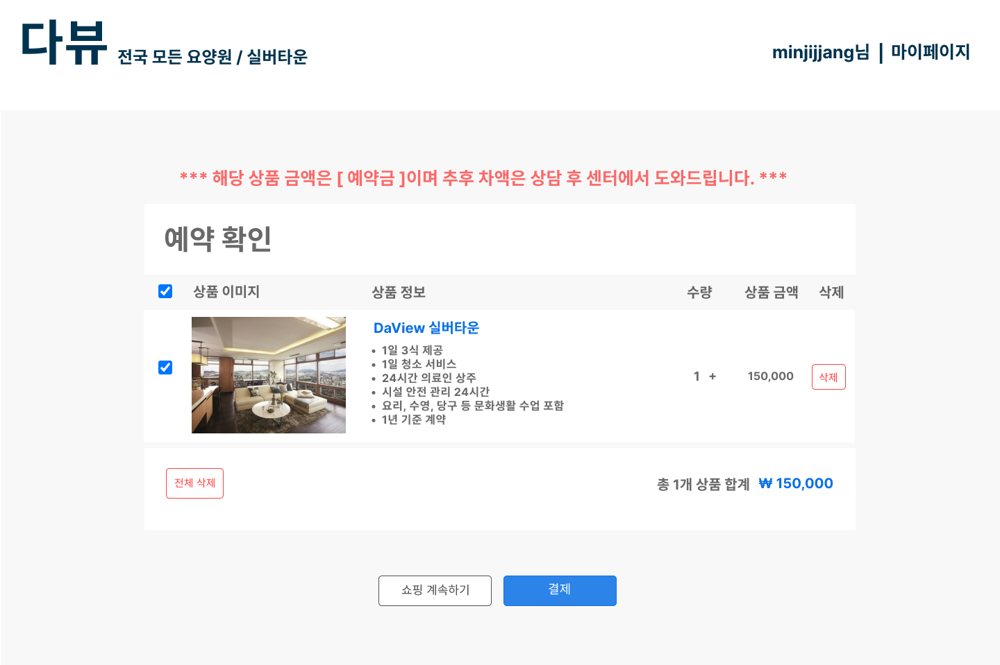 다뷰 전국 모든 요양원 / 실버타운
minjijjang님 | 마이페이지
*** 해당 상품 금액은 [ 예약금 ]이며 추후 차액은 상담 후 센터에서 도와드립니다. ***
예약 확인
상품 이미지 상품 정보 수량 상품 금액 삭제
DaView 실버타운
• 1일 3식 제공
• 1일 청소 서비스
• 24시간 의료인 상주
• 시설 안전 관리 24시간
• 요리, 수영, 당구 등 문화생활 수업 포함
• 1년 기준 계약
1 + 150,000 삭제
전체 삭제 총 1개 상품 합계 ₩ 150,000
쇼핑 계속하기 결제